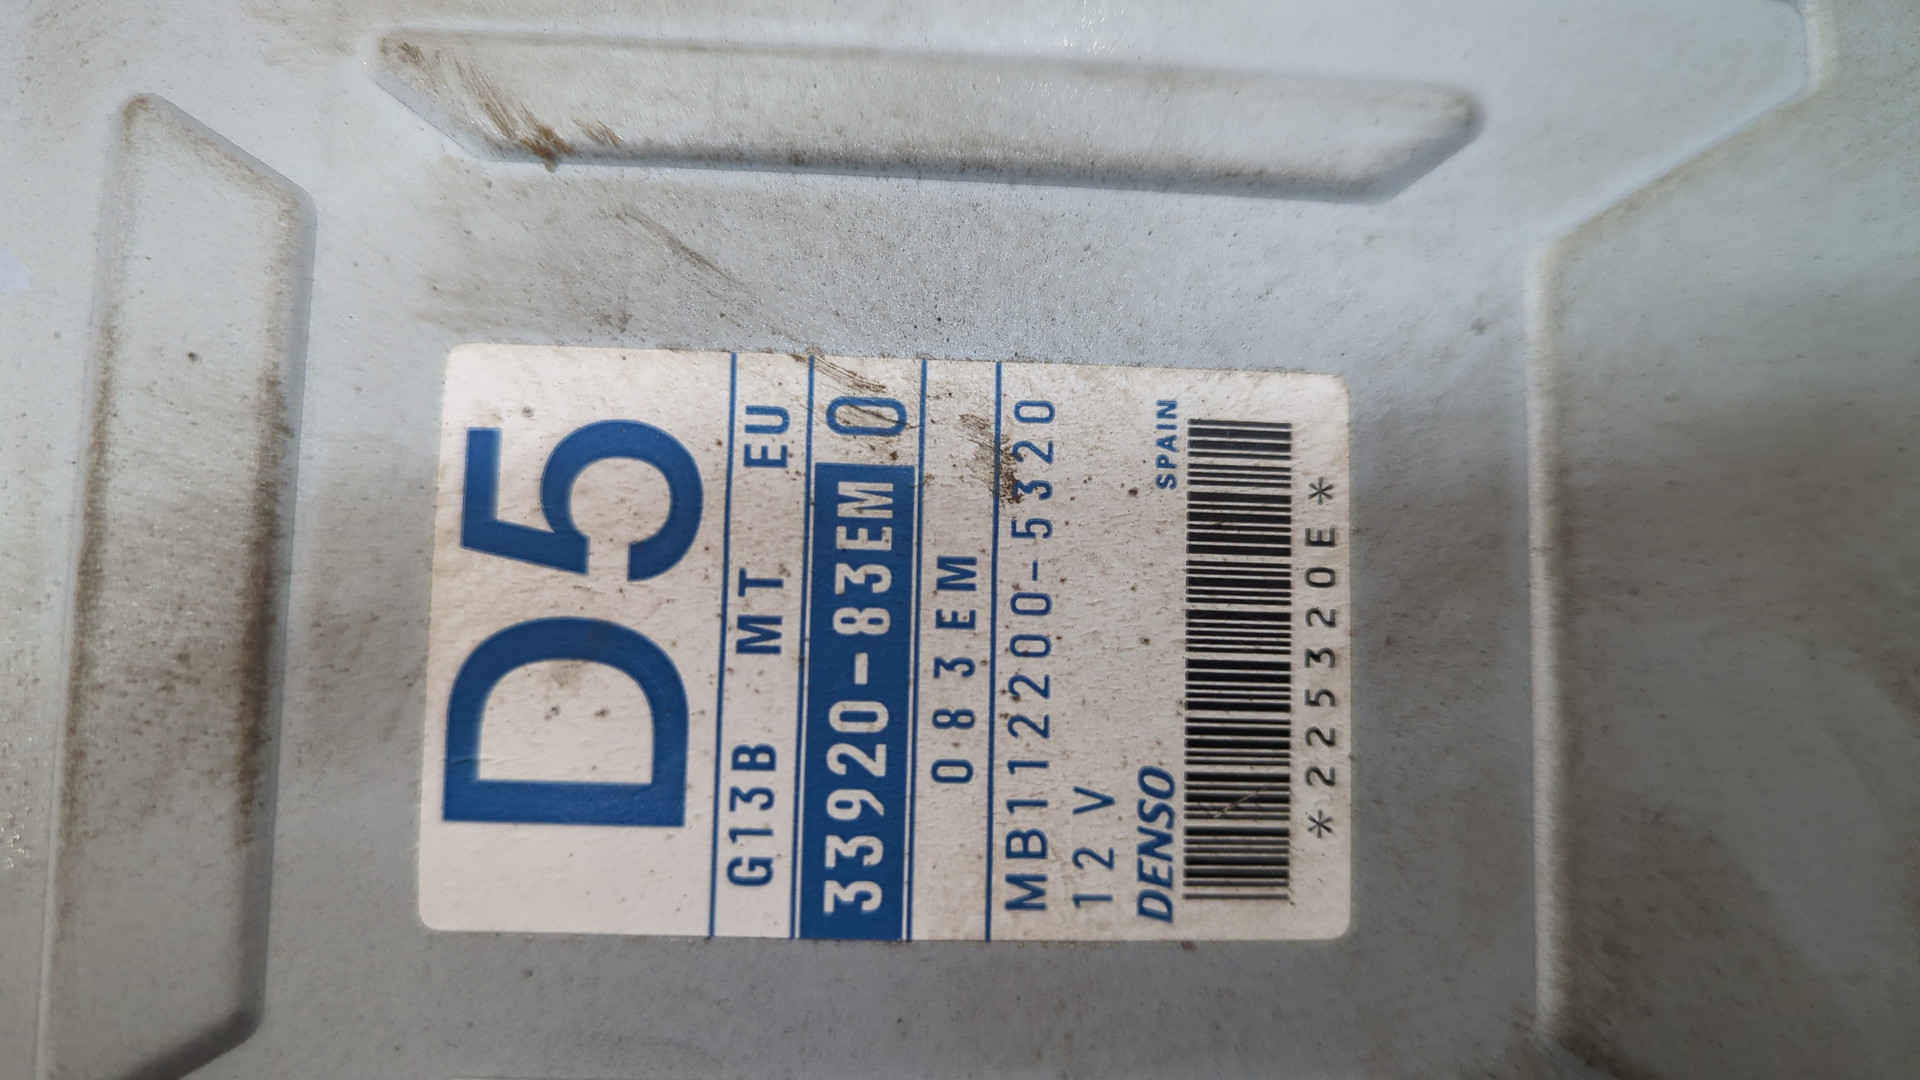 D5
G13B MT EU
33920-83EM 0
083EM
MB112200-5320
12V
DENSO SPAIN
*225320E*